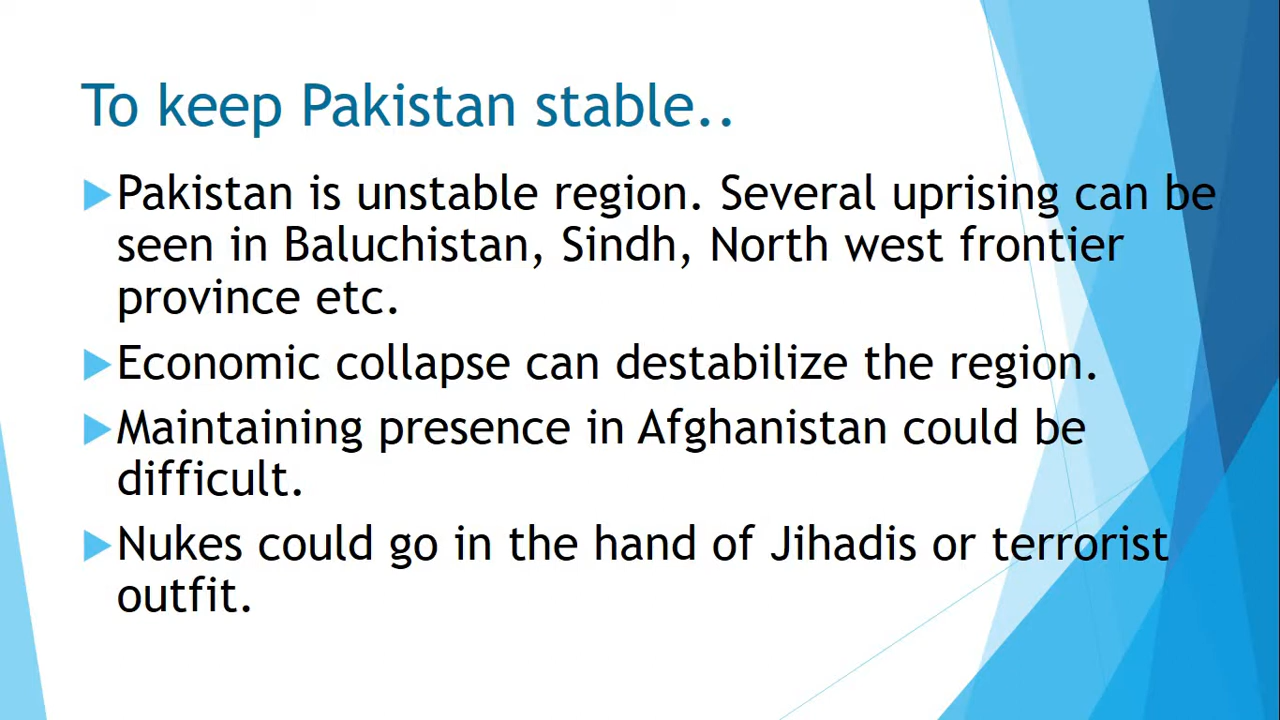 To keep Pakistan stable..
Pakistan is unstable region. Several uprising can be
seen in Baluchistan, Sindh, North west frontier
province etc.
Economic collapse can destabilize the region.
Maintaining presence in Afghanistan could be
difficult.
Nukes could go in the hand of Jihadis or terrorist
outfit.